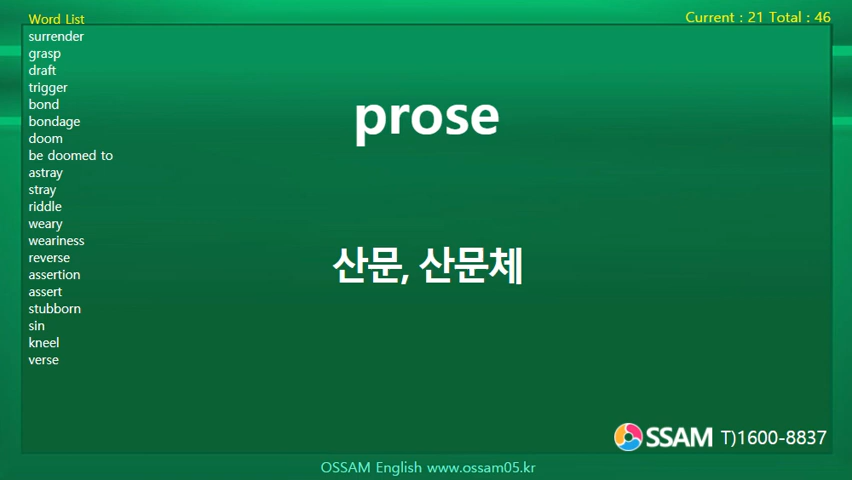 Word List
Current : 21 Total : 46
surrender
grasp
draft
trigger
bond
bondage
doom
be doomed to
astray
stray
riddle
weary
weariness
reverse
assertion
assert
stubborn
sin
kneel
verse
prose
산문, 산문체
OSSAM T)1600-8837
OSSAM English www.ossam05.kr